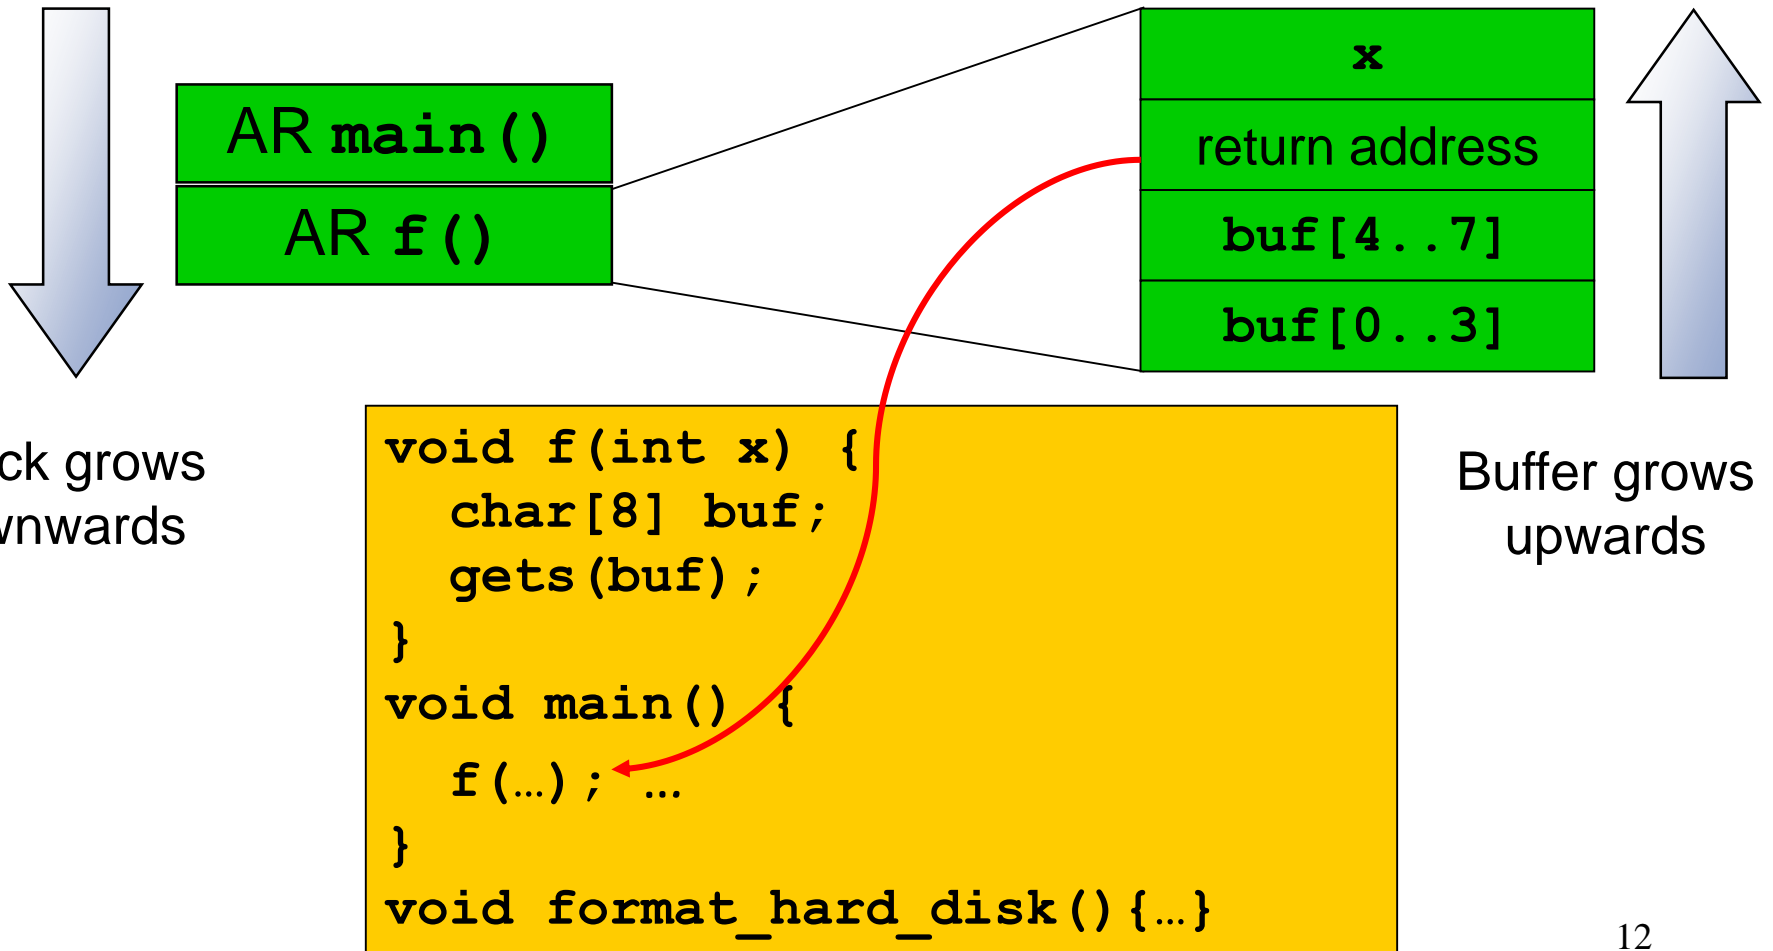 x
AR main()
return address
AR f()
buf[4..7]
buf[0..3]
ck grows
wnwards
void f(int x) {
char[8] buf;
gets(buf);
}
void main() {
f(…); …
}
void format_hard_disk(){…}
Buffer grows
upwards
12